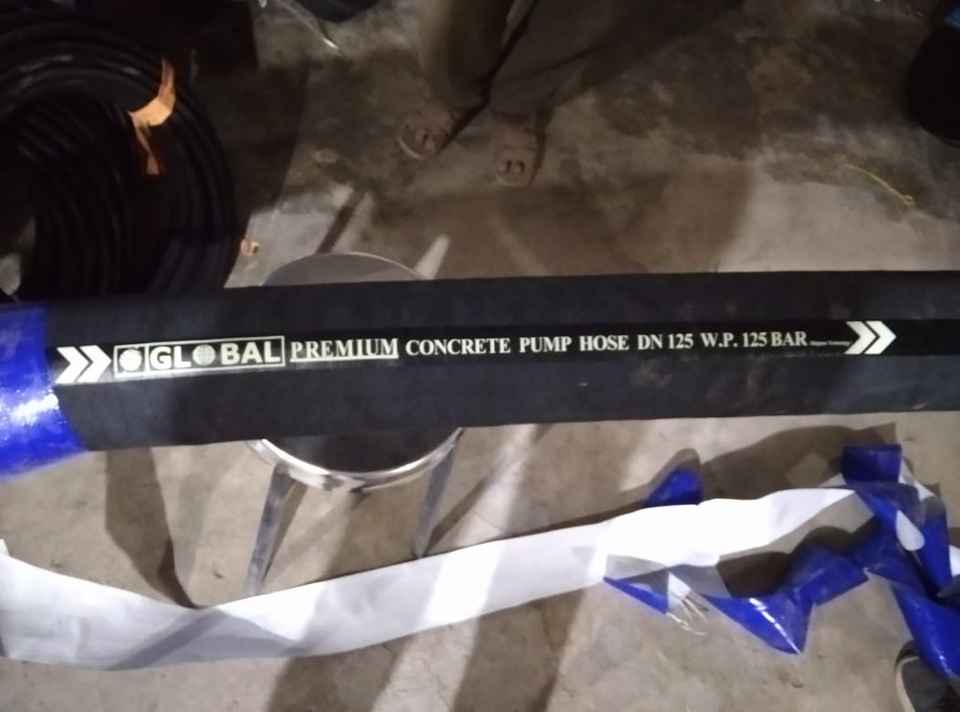 GLOBAL PREMIUM CONCRETE PUMP HOSE DN 125 W.P. 125 BAR